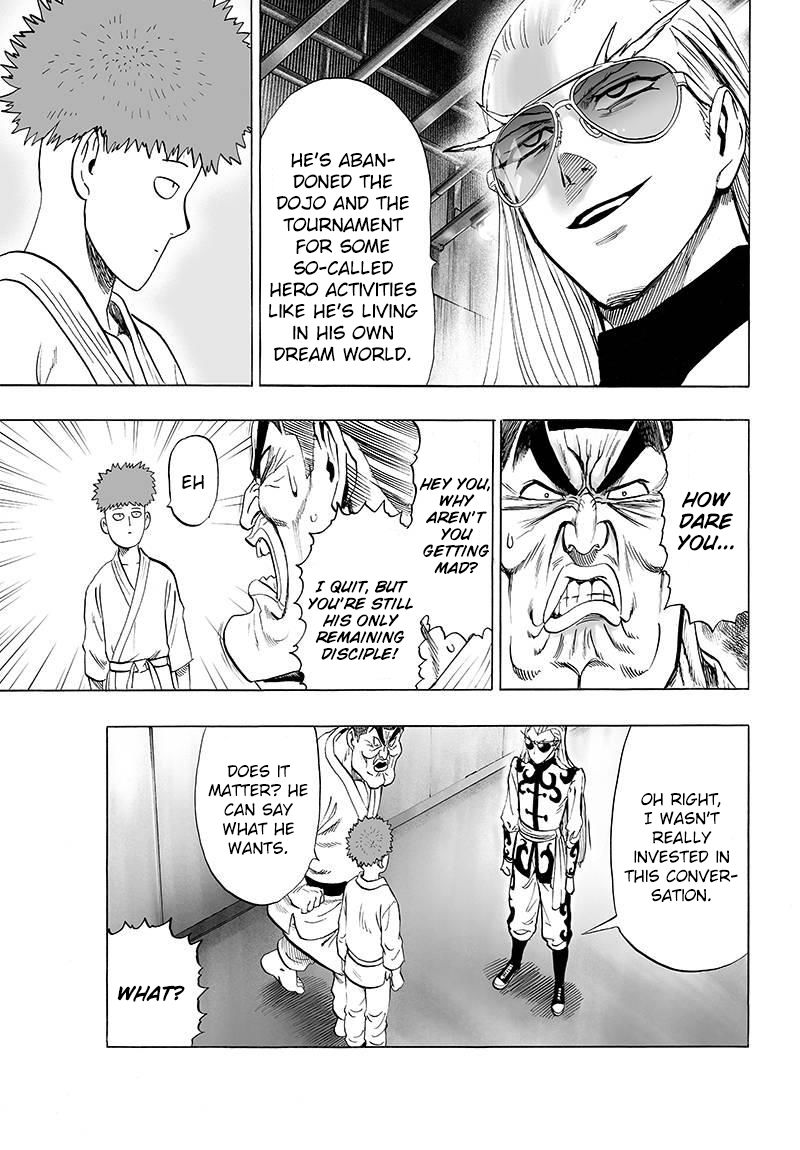 HE'S ABAN-
DONED THE
DOJO AND THE
TOURNAMENT
FOR SOME
SO-CALLED
HERO ACTIVITIES
LIKE HE'S LIVING
IN HIS OWN
DREAM WORLD.
HOW
DARE
YOU...
HEY YOU,
WHY
AREN'T
YOU
GETTING
MAD?
I QUIT, BUT
YOU'RE STILL
HIS ONLY
REMAINING
DISCIPLE!
EH
OH RIGHT,
I WASN'T
REALLY
INVESTED IN
THIS CONVER-
SATION.
DOES IT
MATTER? HE
CAN SAY
WHAT HE
WANTS.
WHAT?